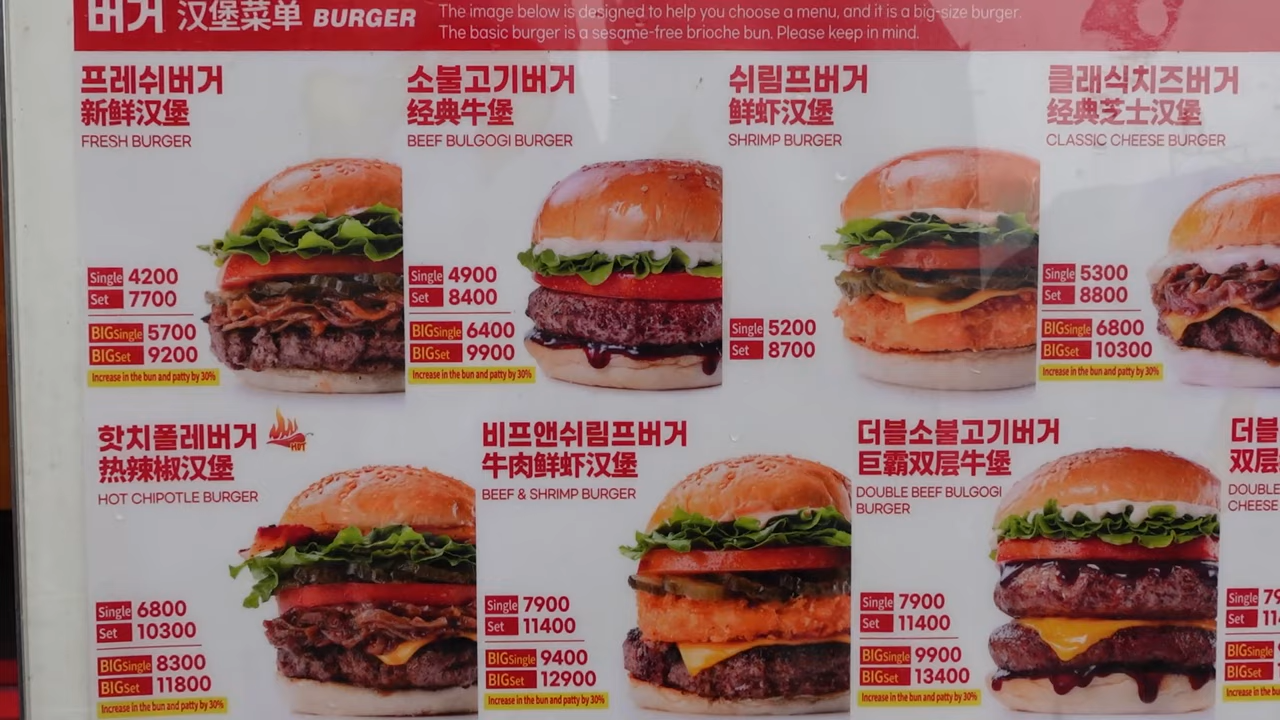 버거 汉堡菜单 BURGER
The image below is designed to help you choose a menu, and it is a big-size burger.
The basic burger is a sesame-free brioche bun. Please keep in mind.
프레쉬버거
新鲜汉堡
FRESH BURGER
Single 4200
Set 7700
BIGSingle 5700
BIGSet 9200
Increase in the bun and patty by 30%
소불고기버거
经典牛堡
BEEF BULGOGI BURGER
Single 4900
Set 8400
BIGSingle 6400
BIGSet 9900
Increase in the bun and patty by 30%
쉬림프버거
鲜虾汉堡
SHRIMP BURGER
Single 5200
Set 8700
클래식치즈버거
经典芝士汉堡
CLASSIC CHEESE BURGER
Single 5300
Set 8800
BIGSingle 6800
BIGSet 10300
Increase in the bun and patty by 30%
핫치폴레버거
HOT
热辣椒汉堡
HOT CHIPOTLE BURGER
Single 6800
Set 10300
BIGSingle 8300
BIGSet 11800
Increase in the bun and patty by 30%
비프앤쉬림프버거
牛肉鲜虾汉堡
BEEF & SHRIMP BURGER
Single 7900
Set 11400
BIGSingle 9400
BIGSet 12900
Increase in the bun and patty by 30%
더블소불고기버거
巨霸双层牛堡
DOUBLE BEEF BULGOGI
BURGER
Single 7900
Set 11400
BIGSingle 9900
BIGSet 13400
Increase in the bun and patty by 30%
더블
双层
DOUBLE
CHEESE
Single
Set
BIGSingle
BIGSet